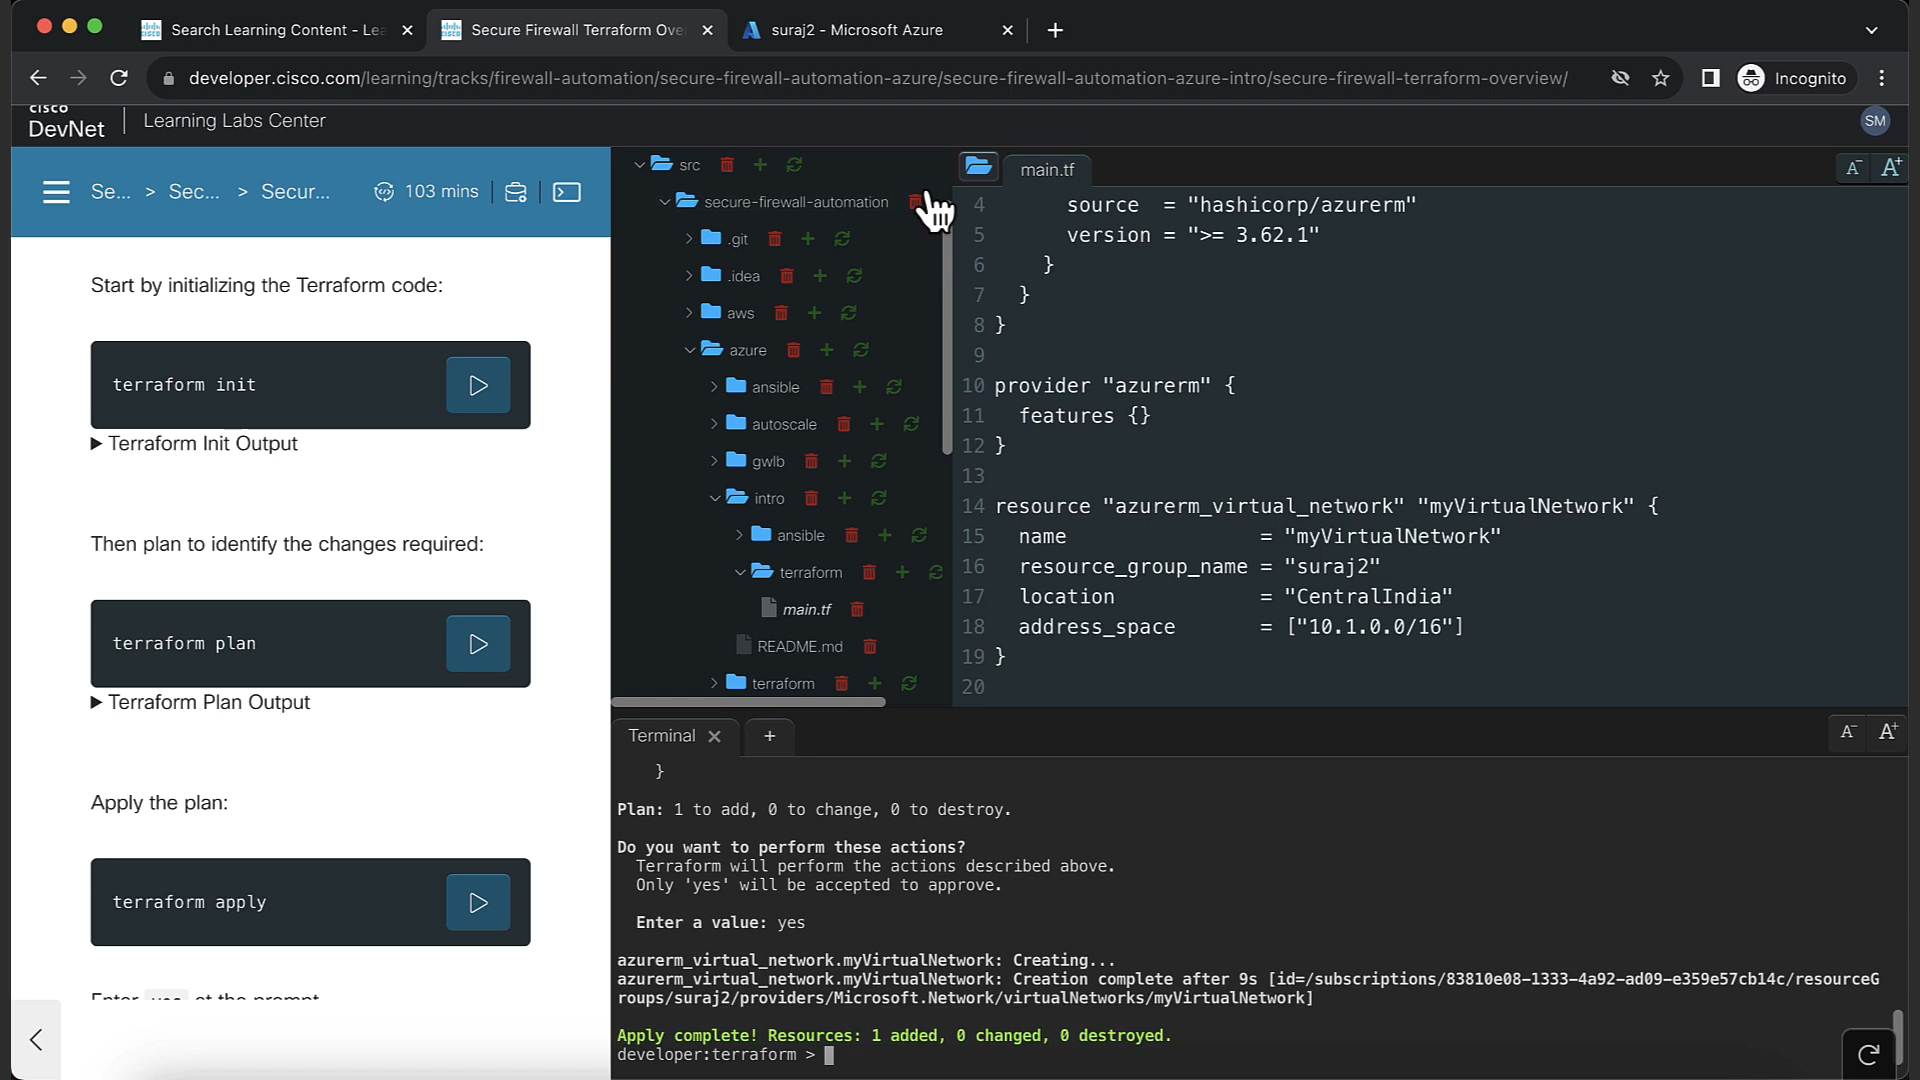 Search Learning Content - Lea
Secure Firewall Terraform Ove
suraj2 - Microsoft Azure
developer.cisco.com/learning/tracks/firewall-automation/secure-firewall-automation-azure/secure-firewall-automation-azure-intro/secure-firewall-terraform-overview/
Incognito
CISCO
DevNet
Learning Labs Center
SM
Se... > Sec... > Secur...
103 mins
Start by initializing the Terraform code:
terraform init
Terraform Init Output
Then plan to identify the changes required:
terraform plan
Terraform Plan Output
Apply the plan:
terraform apply
Enter yes at the prompt
src
secure-firewall-automation
.git
.idea
aws
azure
ansible
autoscale
gwlb
intro
ansible
terraform
main.tf
README.md
terraform
main.tf
A- A+
4 source = "hashicorp/azurerm"
5 version = ">= 3.62.1"
6 }
7 }
8 }
9
10 provider "azurerm" {
11 features {}
12 }
13
14 resource "azurerm_virtual_network" "myVirtualNetwork" {
15 name = "myVirtualNetwork"
16 resource_group_name = "suraj2"
17 location = "CentralIndia"
18 address_space = ["10.1.0.0/16"]
19 }
20
Terminal
A- A+
}
Plan: 1 to add, 0 to change, 0 to destroy.
Do you want to perform these actions?
Terraform will perform the actions described above.
Only 'yes' will be accepted to approve.
Enter a value: yes
azurerm_virtual_network.myVirtualNetwork: Creating...
azurerm_virtual_network.myVirtualNetwork: Creation complete after 9s [id=/subscriptions/83810e08-1333-4a92-ad09-e359e57cb14c/resourceG
roups/suraj2/providers/Microsoft.Network/virtualNetworks/myVirtualNetwork]
Apply complete! Resources: 1 added, 0 changed, 0 destroyed.
developer:terraform >